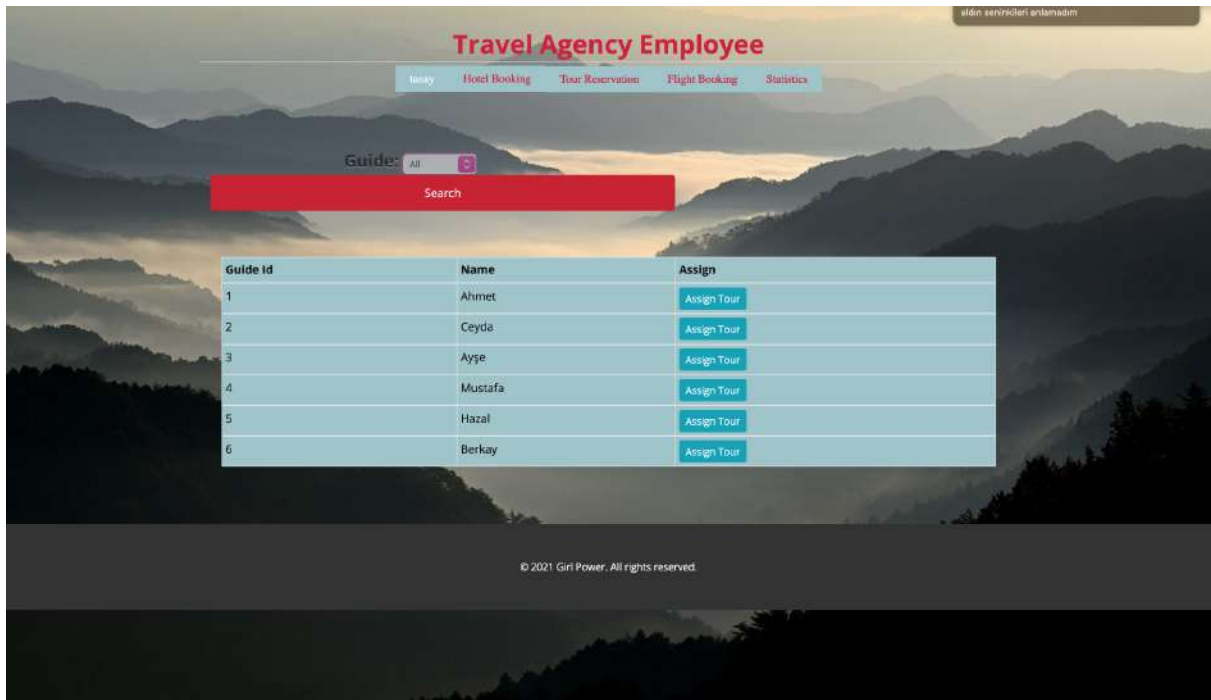 aldın seninkileri anlamadım
Travel Agency Employee
Hotel Booking Tour Reservation Flight Booking Statistics
Guide: All
Search
Guide Id Name Assign
1 Ahmet Assign Tour
2 Ceyda Assign Tour
3 Ayşe Assign Tour
4 Mustafa Assign Tour
5 Hazal Assign Tour
6 Berkay Assign Tour
© 2021 Girl Power. All rights reserved.